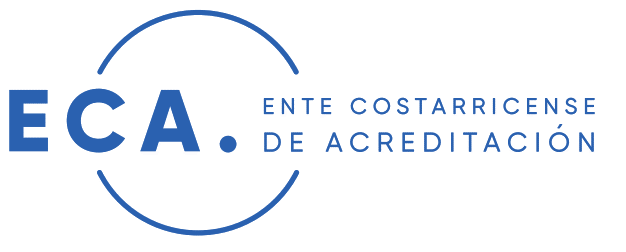 ECA.
ENTE COSTARRICENSE
DE ACREDITACIÓN